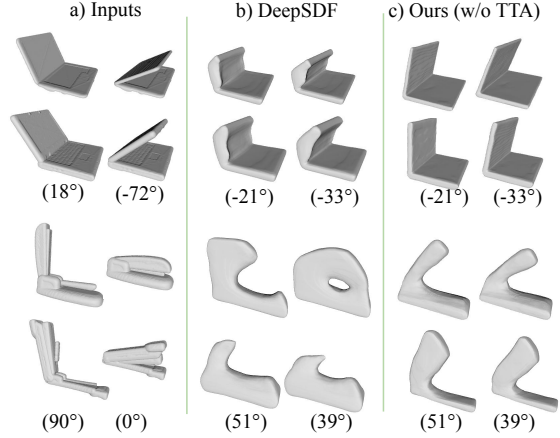 a) Inputs b) DeepSDF c) Ours (w/o TTA)
(18°) (-72°) (-21°) (-33°) (-21°) (-33°)
(90°) (0°) (51°) (39°) (51°) (39°)